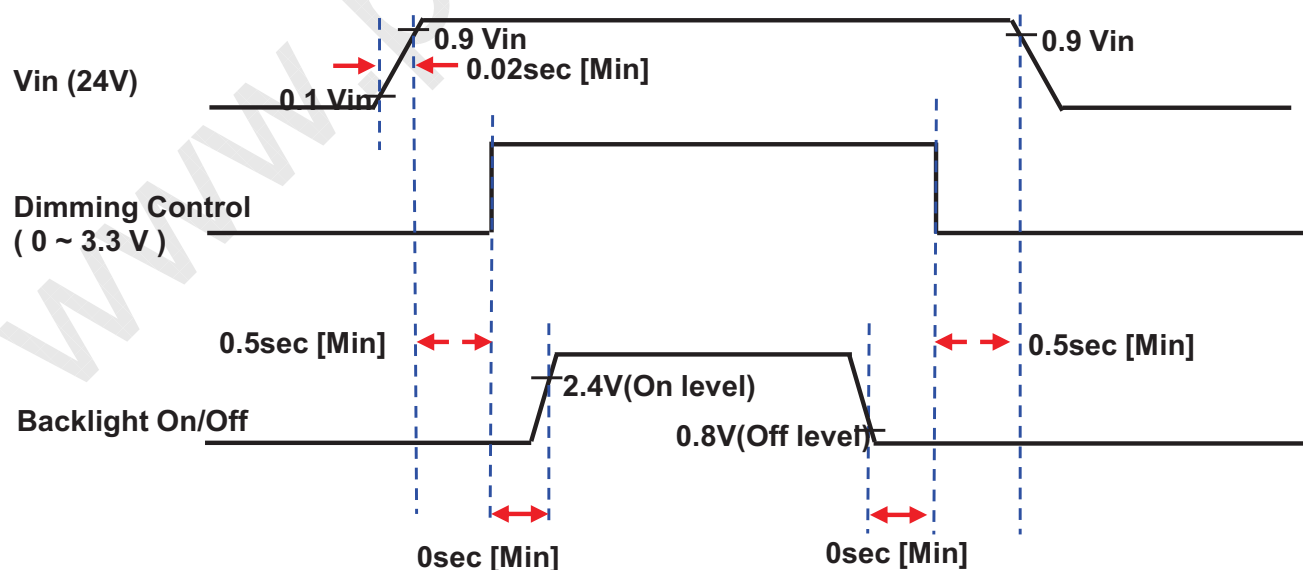 www.p
0.9 Vin
0.9 Vin
Vin (24V)
0.02sec [Min]
0.1 Vin
Dimming Control
( 0 ~ 3.3 V )
0.5sec [Min]
0.5sec [Min]
2.4V(On level)
Backlight On/Off
0.8V(Off level)
0sec [Min]
0sec [Min]